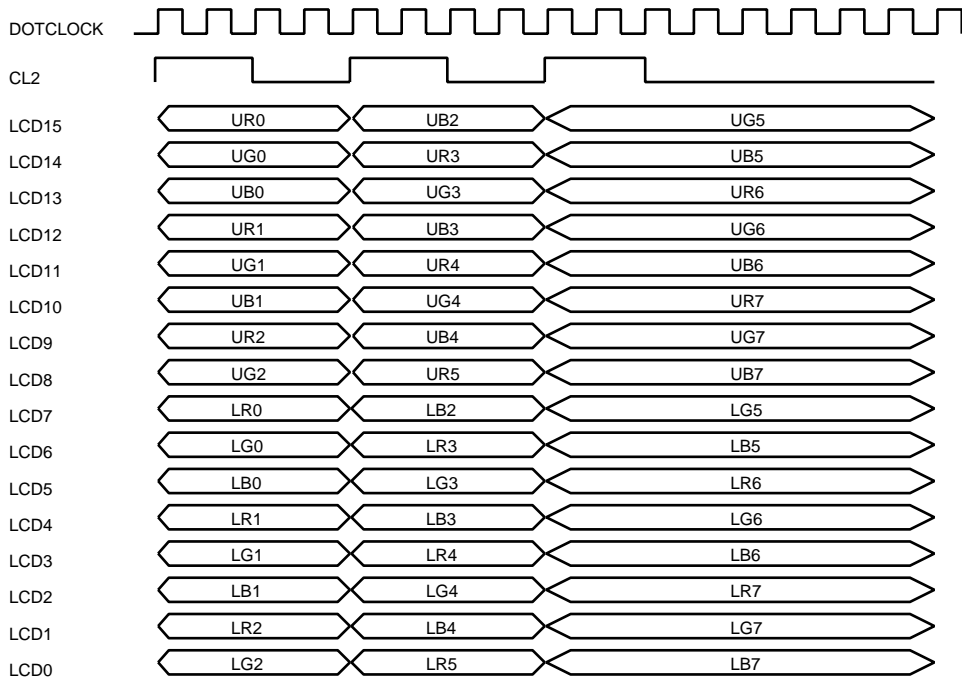 DOTCLOCK
CL2
LCD15 UR0 UB2 UG5
LCD14 UG0 UR3 UB5
LCD13 UB0 UG3 UR6
LCD12 UR1 UB3 UG6
LCD11 UG1 UR4 UB6
LCD10 UB1 UG4 UR7
LCD9 UR2 UB4 UG7
LCD8 UG2 UR5 UB7
LCD7 LR0 LB2 LG5
LCD6 LG0 LR3 LB5
LCD5 LB0 LG3 LR6
LCD4 LR1 LB3 LG6
LCD3 LG1 LR4 LB6
LCD2 LB1 LG4 LR7
LCD1 LR2 LB4 LG7
LCD0 LG2 LR5 LB7